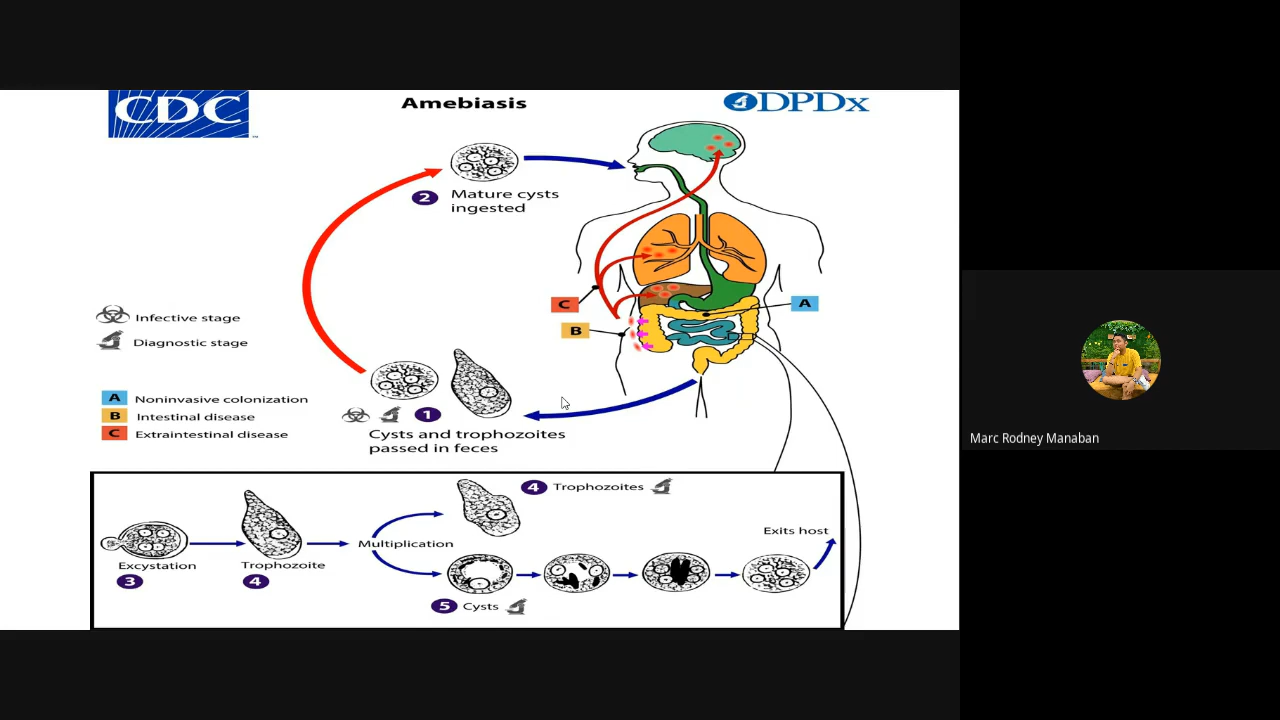 CDC
TM
Amebiasis
DPDx
2 Mature cysts
ingested
C
B
A
Infective stage
Diagnostic stage
A Noninvasive colonization
B Intestinal disease
C Extraintestinal disease
1
Cysts and trophozoites
passed in feces
4 Trophozoites
Exits host
Multiplication
Excystation
3
Trophozoite
4
5 Cysts
Marc Rodney Manaban